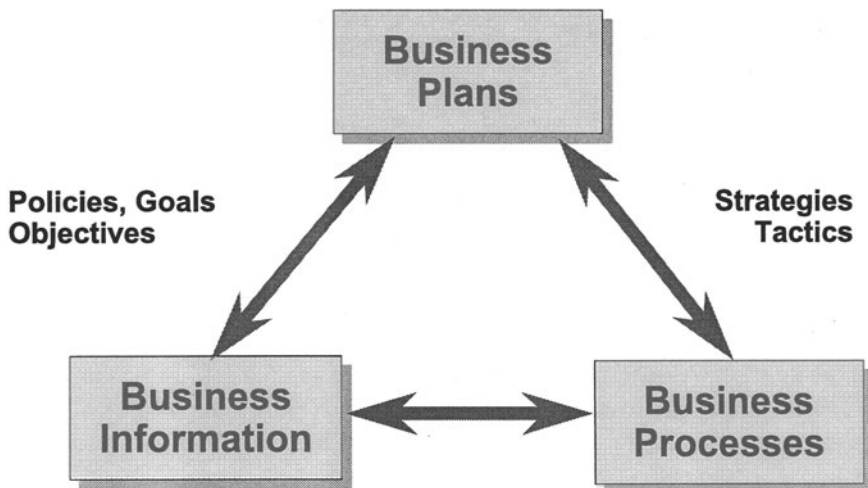 Business
Plans
Policies, Goals
Objectives
Strategies
Tactics
Business
Information
Business
Processes